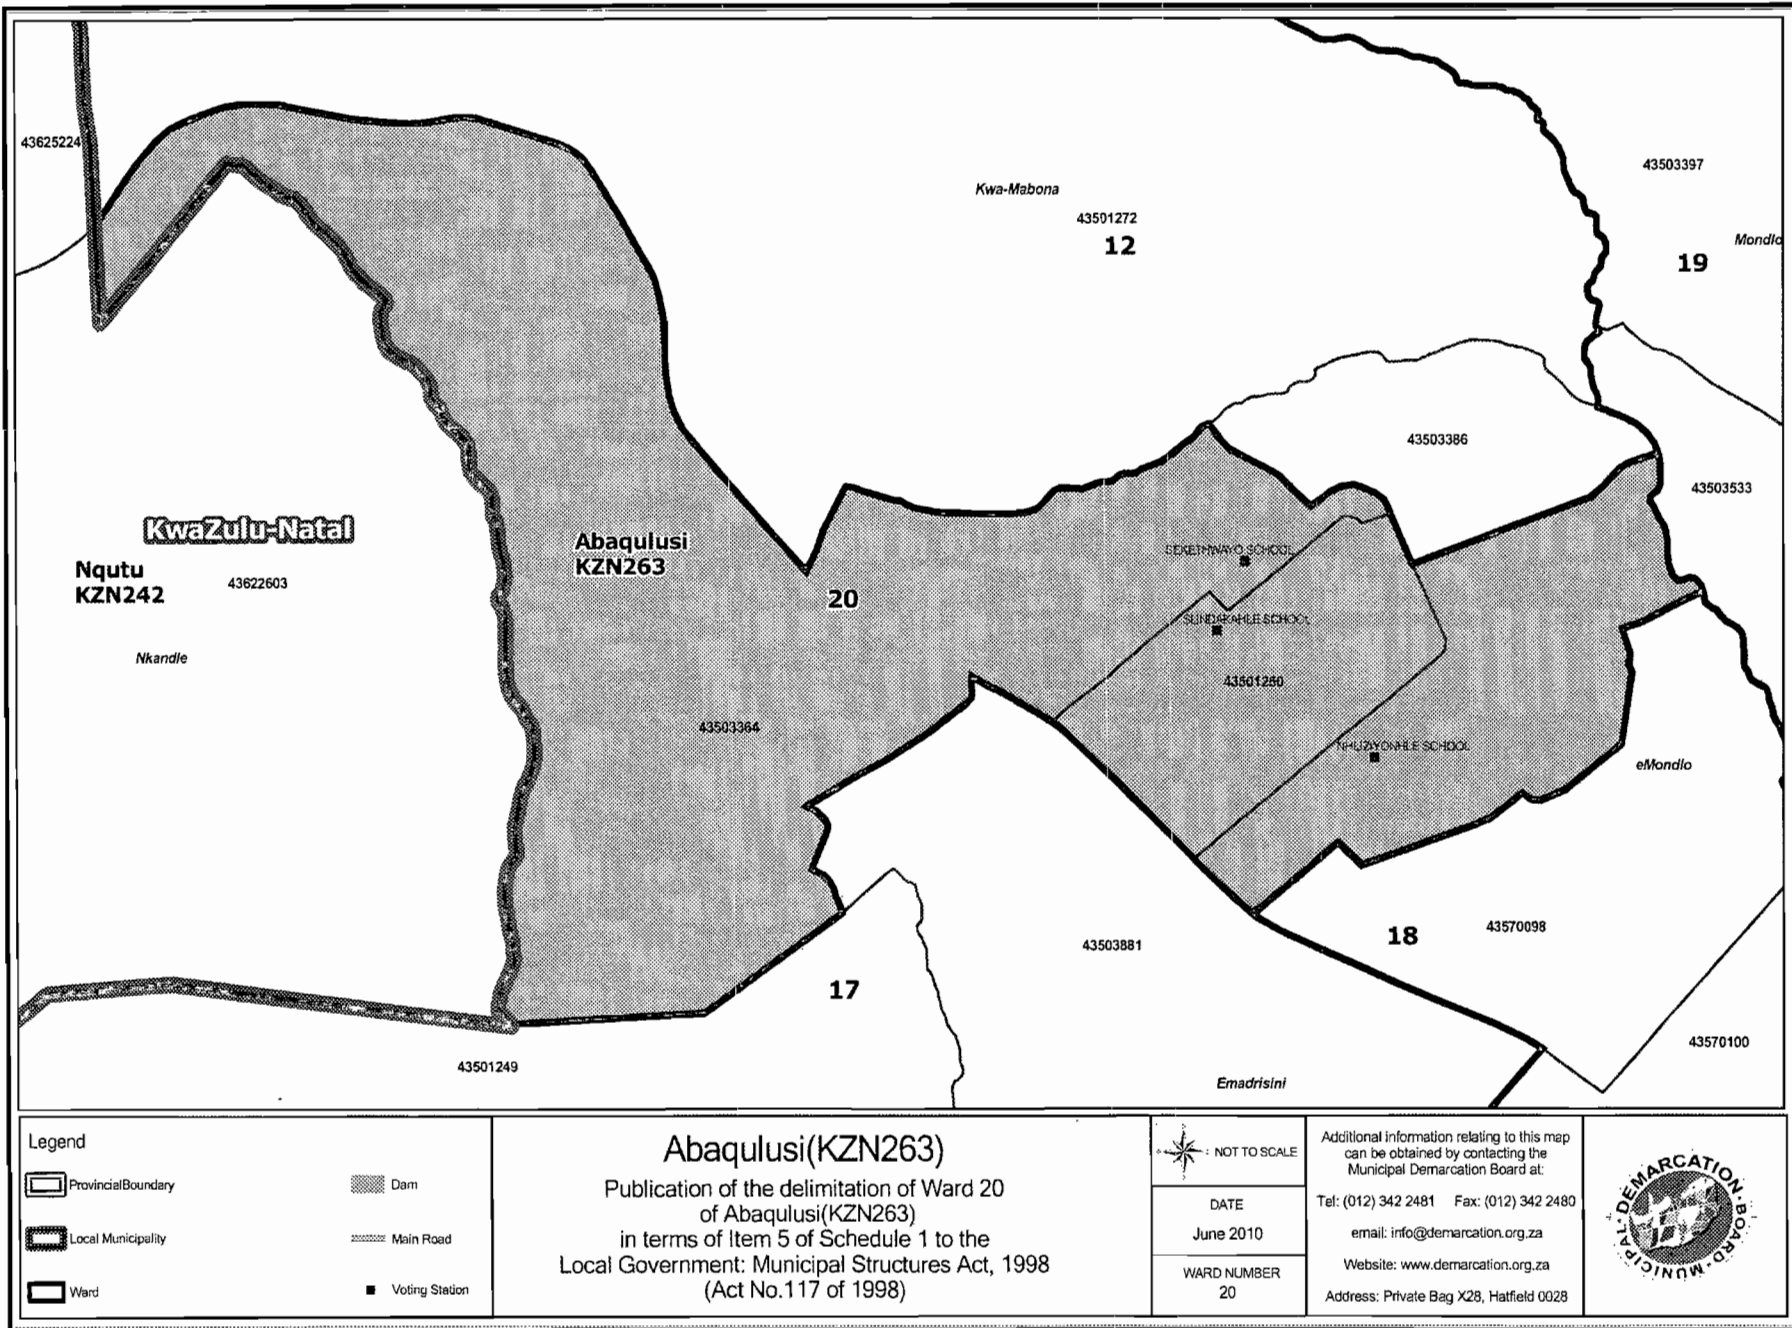 43625224
Kwa-Mabona
43501272
12
43503397
Mondlo
19
43503386
43503533
KwaZulu-Natal
Nqutu
KZN242
43622603
Nkandle
Abaqulusi
KZN263
20
SEKETHWAYO SCHOOL
SLINDAKAHLE SCHOOL
43501250
43503364
NHLIZIYONHLE SCHOOL
eMondlo
43503881
18
43570098
17
43570100
43501249
Emadrisini
Legend
ProvincialBoundary
Dam
Local Municipality
Main Road
Ward
Voting Station
Abaqulusi(KZN263)
Publication of the delimitation of Ward 20
of Abaqulusi(KZN263)
in terms of Item 5 of Schedule 1 to the
Local Government: Municipal Structures Act, 1998
(Act No.117 of 1998)
NOT TO SCALE
DATE
June 2010
WARD NUMBER
20
Additional information relating to this map
can be obtained by contacting the
Municipal Demarcation Board at:
Tel: (012) 342 2481 Fax: (012) 342 2480
email: info@demarcation.org.za
Website: www.demarcation.org.za
Address: Private Bag X28, Hatfield 0028
MUNICIPAL DEMARCATION BOARD